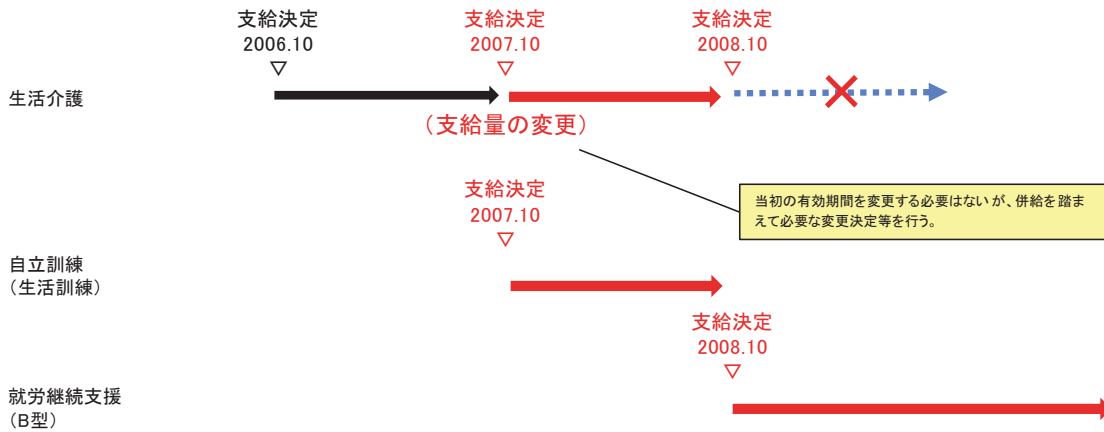 支給決定
2006.10
▽
支給決定
2007.10
▽
支給決定
2008.10
▽
生活介護
（支給量の変更）
当初の有効期間を変更する必要はないが、併給を踏ま
えて必要な変更決定等を行う。
支給決定
2007.10
▽
自立訓練
（生活訓練）
支給決定
2008.10
▽
就労継続支援
（B型）